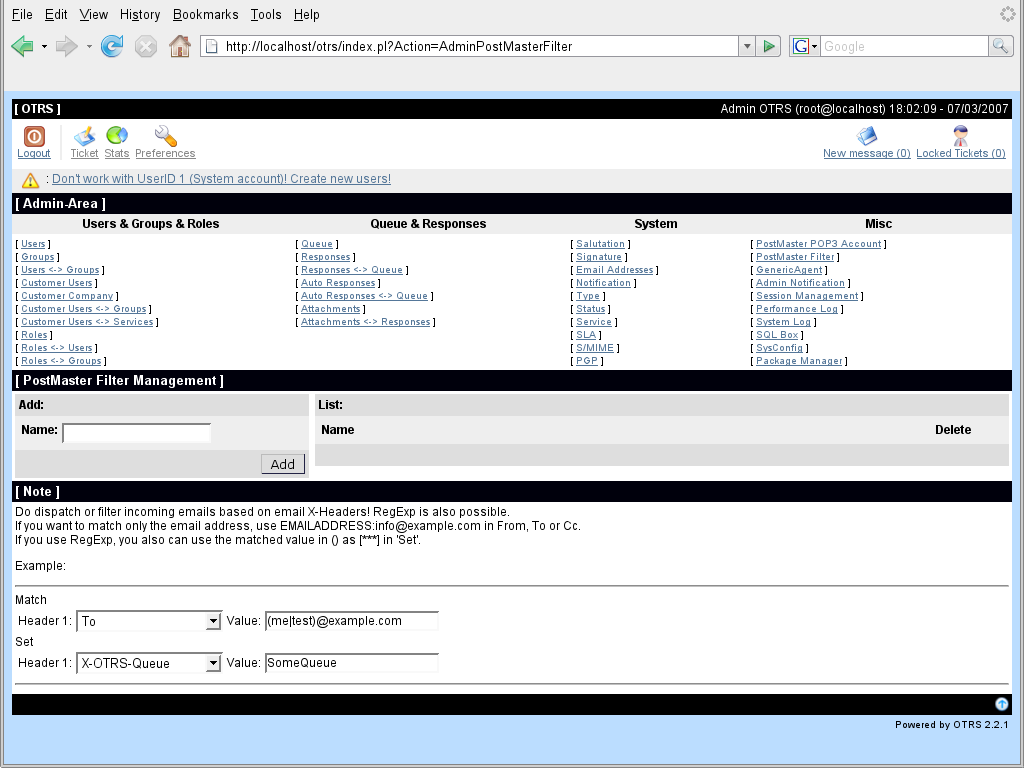 File Edit View History Bookmarks Tools Help
http://localhost/otrs/index.pl?Action=AdminPostMasterFilter
G Google
[ OTRS ] Admin OTRS (root@localhost) 18:02:09 - 07/03/2007
Logout Ticket Stats Preferences New message (0) Locked Tickets (0)
: Don't work with UserID 1 (System account)! Create new users!
[ Admin-Area ]
Users & Groups & Roles Queue & Responses System Misc
[ Users ] [ Queue ] [ Salutation ] [ PostMaster POP3 Account ]
[ Groups ] [ Responses ] [ Signature ] [ PostMaster Filter ]
[ Users <-> Groups ] [ Responses <-> Queue ] [ Email Addresses ] [ GenericAgent ]
[ Customer Users ] [ Auto Responses ] [ Notification ] [ Admin Notification ]
[ Customer Company ] [ Auto Responses <-> Queue ] [ Type ] [ Session Management ]
[ Customer Users <-> Groups ] [ Attachments ] [ Status ] [ Performance Log ]
[ Customer Users <-> Services ] [ Attachments <-> Responses ] [ Service ] [ System Log ]
[ Roles ] [ SLA ] [ SQL Box ]
[ Roles <-> Users ] [ S/MIME ] [ SysConfig ]
[ Roles <-> Groups ] [ PGP ] [ Package Manager ]
[ PostMaster Filter Management ]
Add: List:
Name: Name Delete
Add
[ Note ]
Do dispatch or filter incoming emails based on email X-Headers! RegExp is also possible.
If you want to match only the email address, use EMAILADDRESS:info@example.com in From, To or Cc.
If you use RegExp, you also can use the matched value in () as [***] in 'Set'.
Example:
Match
Header 1: To Value: (me|test)@example.com
Set
Header 1: X-OTRS-Queue Value: SomeQueue
Powered by OTRS 2.2.1